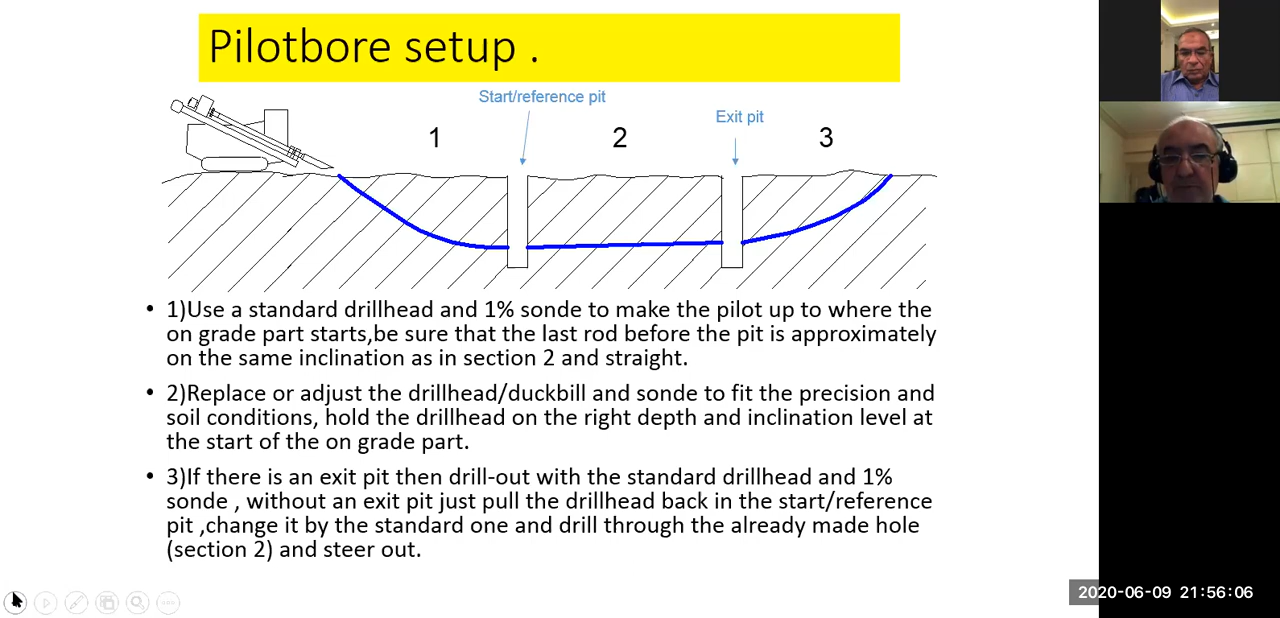 Pilotbore setup .
Start/reference pit
Exit pit
1
2
3
• 1)Use a standard drillhead and 1% sonde to make the pilot up to where the
on grade part starts,be sure that the last rod before the pit is approximately
on the same inclination as in section 2 and straight.
• 2)Replace or adjust the drillhead/duckbill and sonde to fit the precision and
soil conditions, hold the drillhead on the right depth and inclination level at
the start of the on grade part.
• 3)If there is an exit pit then drill-out with the standard drillhead and 1%
sonde , without an exit pit just pull the drillhead back in the start/reference
pit ,change it by the standard one and drill through the already made hole
(section 2) and steer out.
2020-06-09 21:56:06